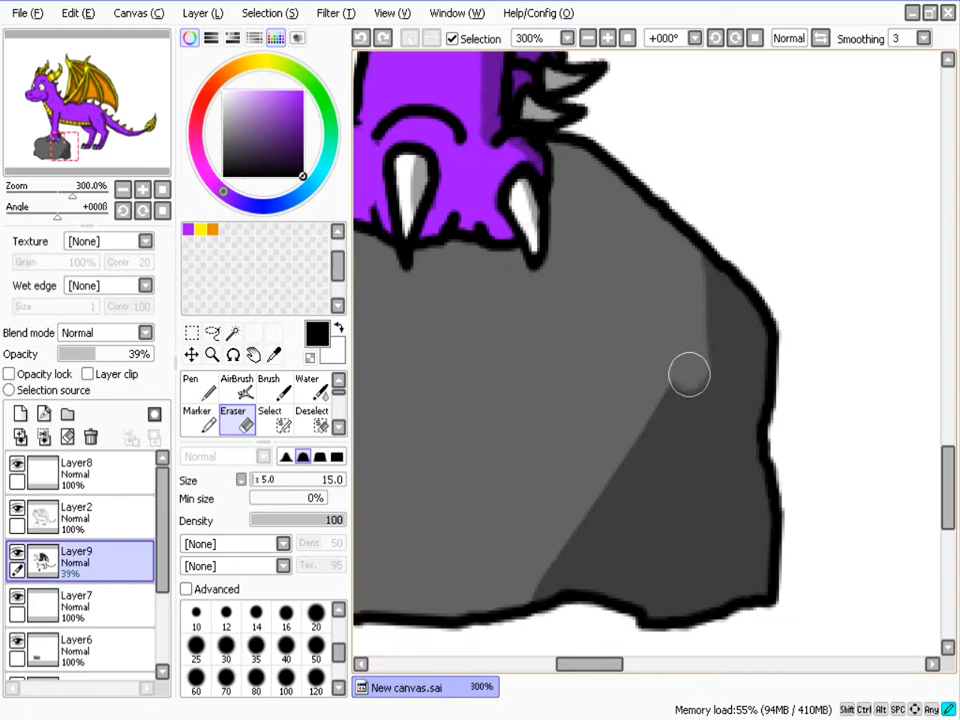 File (F) Edit (E) Canvas (C) Layer (L) Selection (S) Filter (T) View (V) Window (W) Help/Config (O)
Selection 300% +000° Normal Smoothing 3
Zoom 300.0%
Angle +000ß
Texture [None]
Grain 100% Contr 20
Wet edge [None]
Size 1 Contr 100
Blend mode Normal
Opacity 39%
Opacity lock Layer clip
Selection source
Layer8
Normal
100%
Layer2
Normal
100%
Layer9
Normal
39%
Layer7
Normal
100%
Layer6
Normal
100%
Pen AirBrush Brush Water
Marker Eraser Select Deselect
Normal
Size x 5.0 15.0
Min size 0%
Density 100
[None] Dens 50
[None] Tex. 95
Advanced
10 12 14 16 20
25 30 35 40 50
60 70 80 100 120
New canvas.sai 300%
Memory load:55% (94MB / 410MB) Shift Ctrl Alt SPC Any